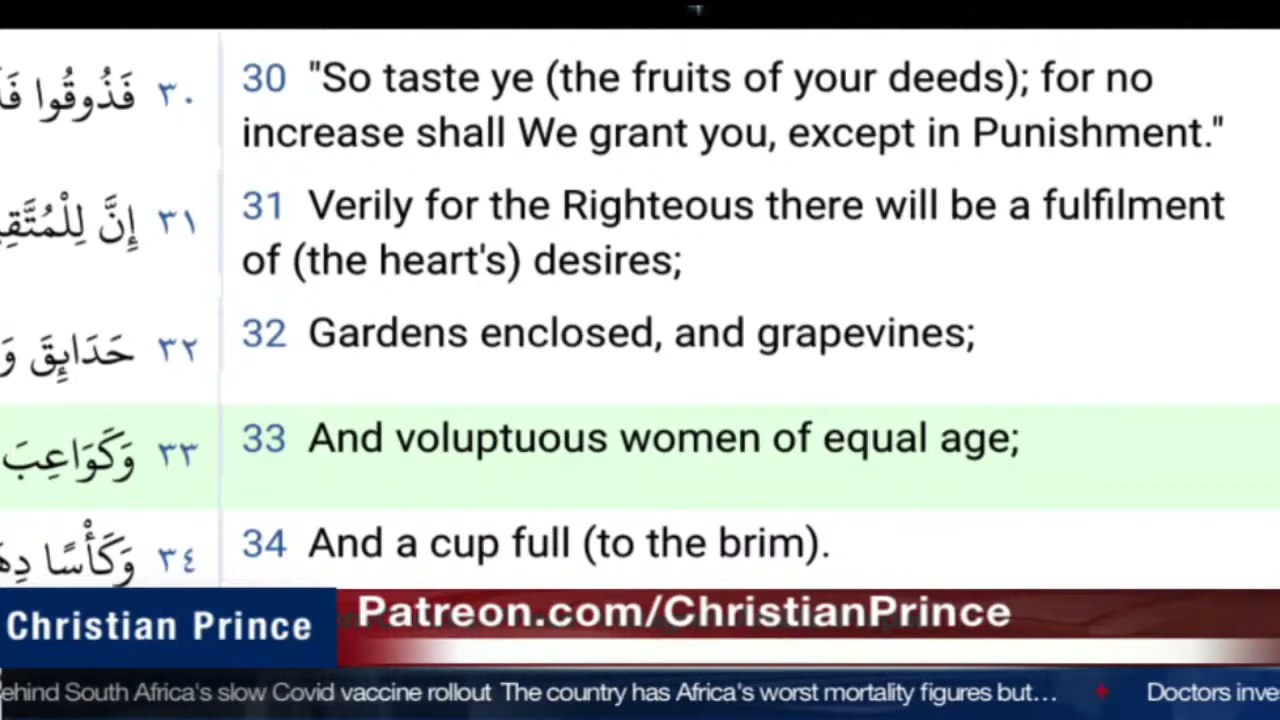 ٣٠ فَذُوقُوا
30 "So taste ye (the fruits of your deeds); for no
increase shall We grant you, except in Punishment."
٣١ إِنَّ
31 Verily for the Righteous there will be a fulfilment
of (the heart's) desires;
٣٢ حَدَايِٕقَ
32 Gardens enclosed, and grapevines;
٣٣ وَكَوَاعِبَ
33 And voluptuous women of equal age;
٣٤ وَكَأْسًا
34 And a cup full (to the brim).
Christian Prince
Patreon.com/ChristianPrince
South Africa's slow Covid vaccine rollout The country has Africa's worst mortality figures but… Doctors